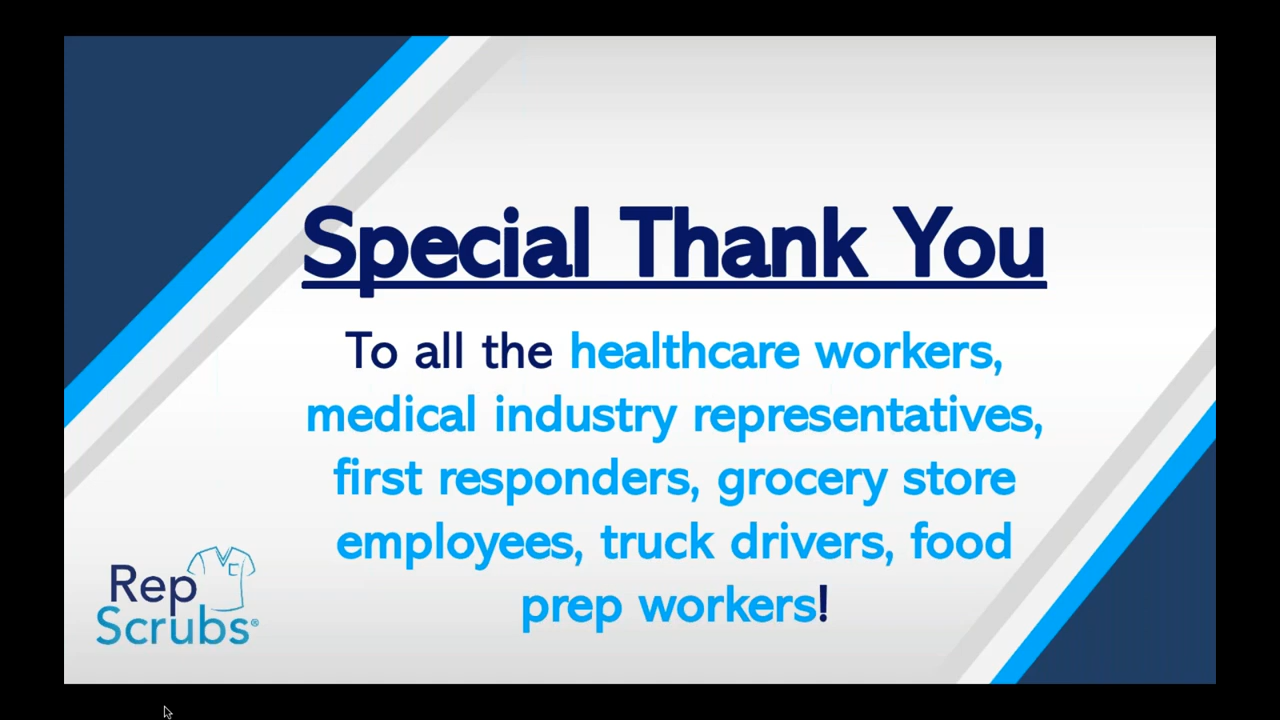 Special Thank You
To all the healthcare workers,
medical industry representatives,
first responders, grocery store
employees, truck drivers, food
prep workers!
Rep
Scrubs®